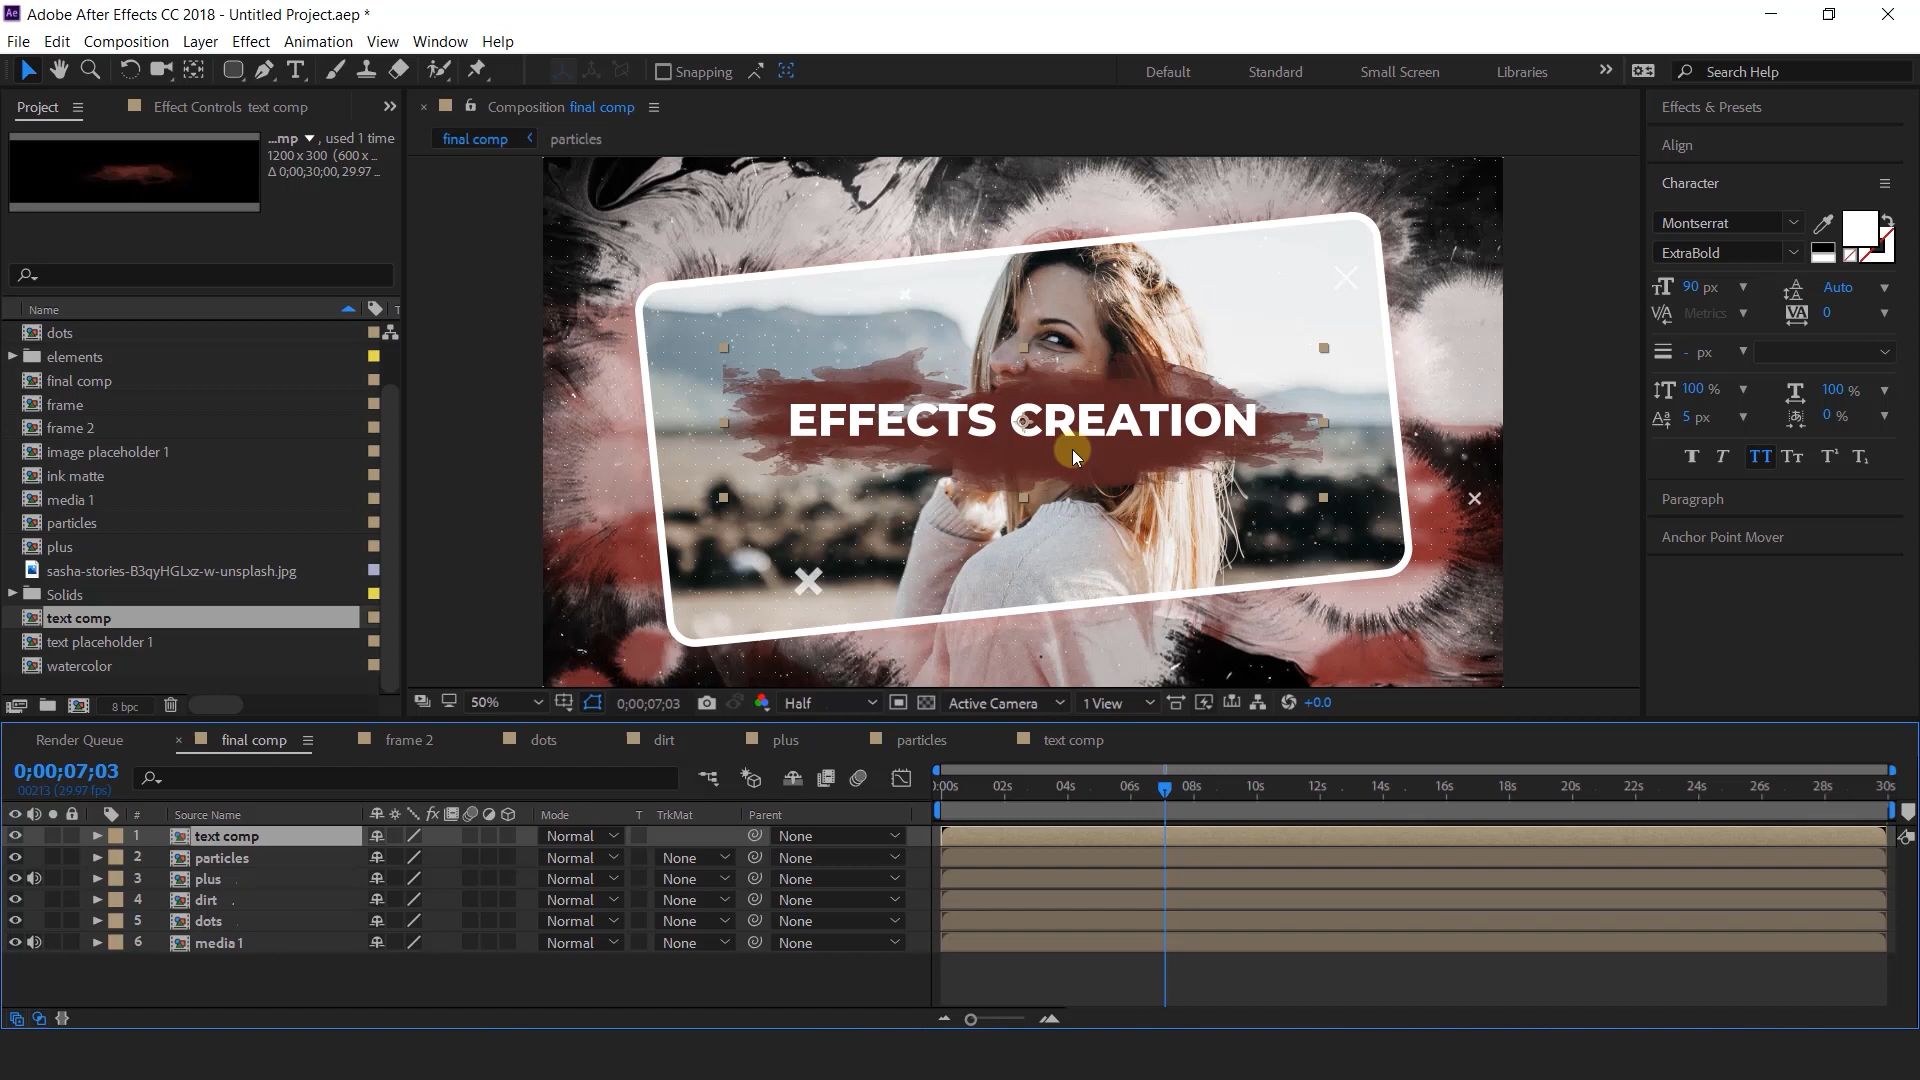 Adobe After Effects CC 2018 - Untitled Project.aep *
File Edit Composition Layer Effect Animation View Window Help
Snapping
Default Standard Small Screen Libraries
Search Help
Project
Effect Controls text comp
...mp , used 1 time
1200 x 300 (600 x ...
Δ 0;00;30;00, 29.97 ...
Name
dots
elements
final comp
frame
frame 2
image placeholder 1
ink matte
media 1
particles
plus
sasha-stories-B3qyHGLxz-w-unsplash.jpg
Solids
text comp
text placeholder 1
watercolor
8 bpc
Composition final comp
final comp particles
EFFECTS CREATION
50% 0;00;07;03 Half Active Camera 1 View +0.0
Effects & Presets
Align
Character
Montserrat
ExtraBold
90 px Auto
Metrics 0
- px
100 % 100 %
5 px 0 %
Paragraph
Anchor Point Mover
Render Queue final comp frame 2 dots dirt plus particles text comp
0;00;07;03
00213 (29.97 fps)
:00s 02s 04s 06s 08s 10s 12s 14s 16s 18s 20s 22s 24s 26s 28s 30s
# Source Name Mode T TrkMat Parent
1 text comp Normal None
2 particles Normal None None
3 plus Normal None None
4 dirt Normal None None
5 dots Normal None None
6 media 1 Normal None None